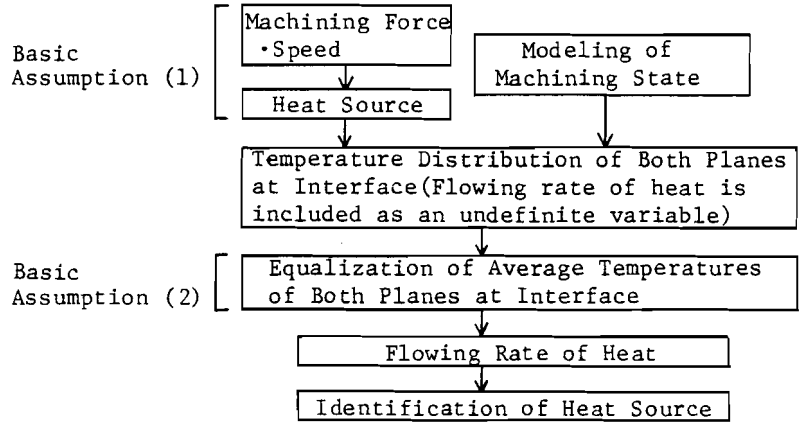 Basic
Assumption (1)
Machining Force
・Speed
Heat Source
Modeling of
Machining State
Temperature Distribution of Both Planes
at Interface(Flowing rate of heat is
included as an undefinite variable)
Basic
Assumption (2)
Equalization of Average Temperatures
of Both Planes at Interface
Flowing Rate of Heat
Identification of Heat Source